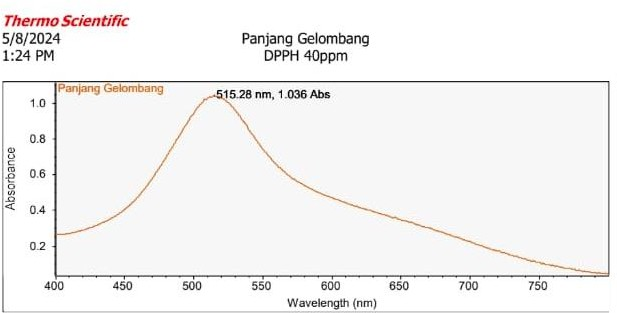 Thermo Scientific
5/8/2024
1:24 PM
Panjang Gelombang
DPPH 40ppm
Panjang Gelombang
515.28 nm, 1.036 Abs
Absorbance
1.0
0.8
0.6
0.4
0.2
400 450 500 550 600 650 700 750
Wavelength (nm)